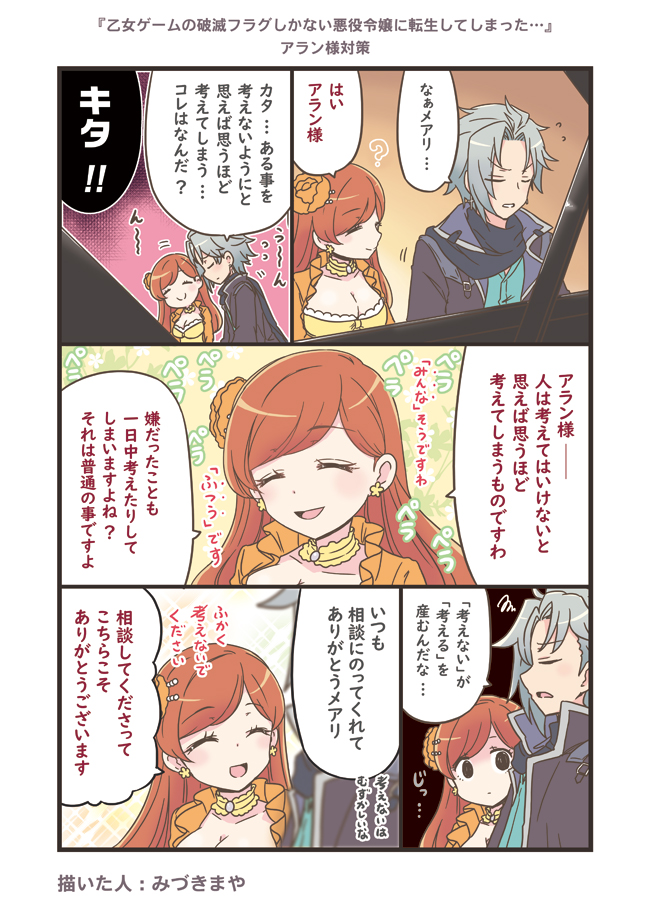 『乙女ゲームの破滅フラグしかない悪役令嬢に転生してしまった…』
アラン様対策
なぁメアリ…
はい
アラン様
?
カタ…ある事を
考えないようにと
思えば思うほど
考えてしまう…
コレはなんだ?
う〜〜ん
ん〜〜
キタ!!
アラン様――
人は考えてはいけないと
思えば思うほど
考えてしまうものですわ
「みんな」そうですわ
ペラ
ペラ
ペラ
ペラ
ペラ
ペラ
ペラ
「ふつう」です
嫌だったことも
一日中考えたりして
しまいますよね?
それは普通の事ですよ
「考えない」が
「考える」を
産むんだな…
じっ…
いつも
相談にのってくれて
ありがとうメアリ
考えないは
むずかしいな
ふかく
考えないで
ください
相談してくださって
こちらこそ
ありがとうございます
描いた人:みづきまや